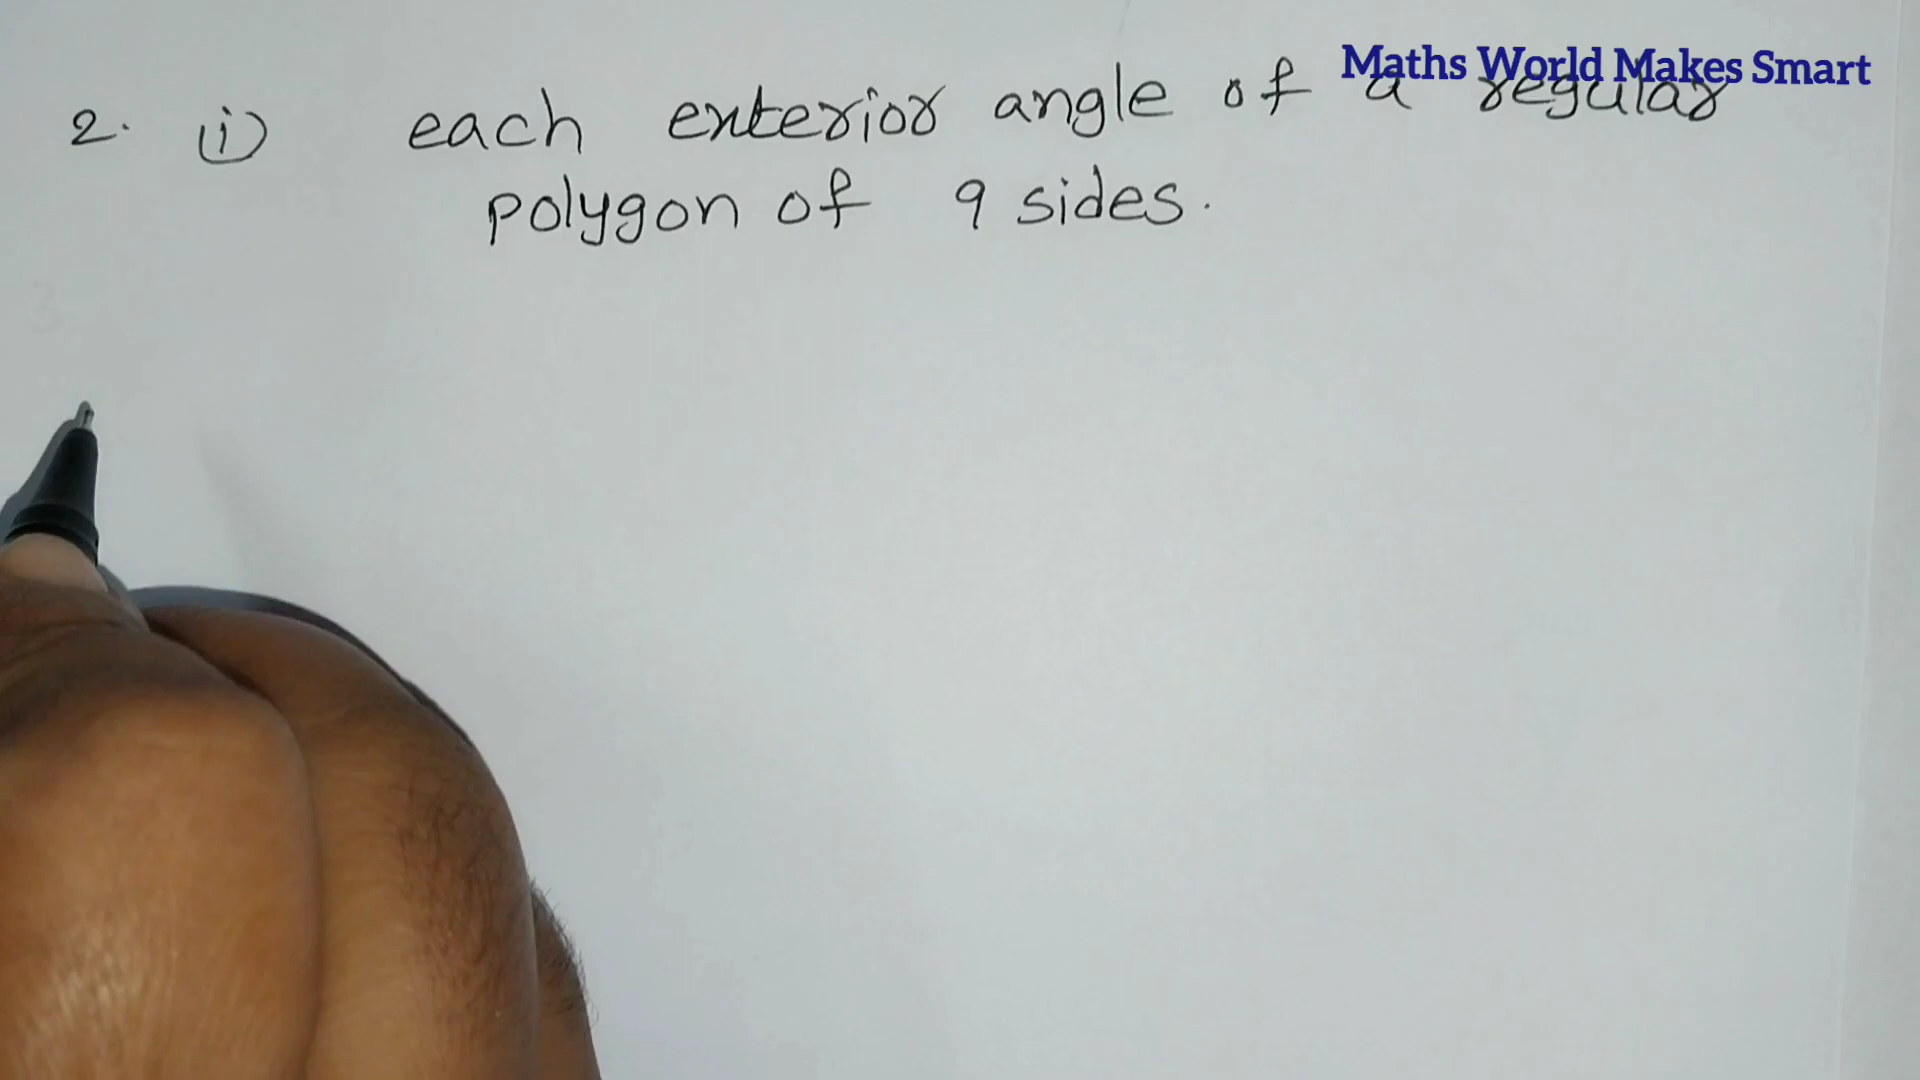 Maths World Makes Smart
2. (i) each exterior angle of a regular
polygon of 9 sides.